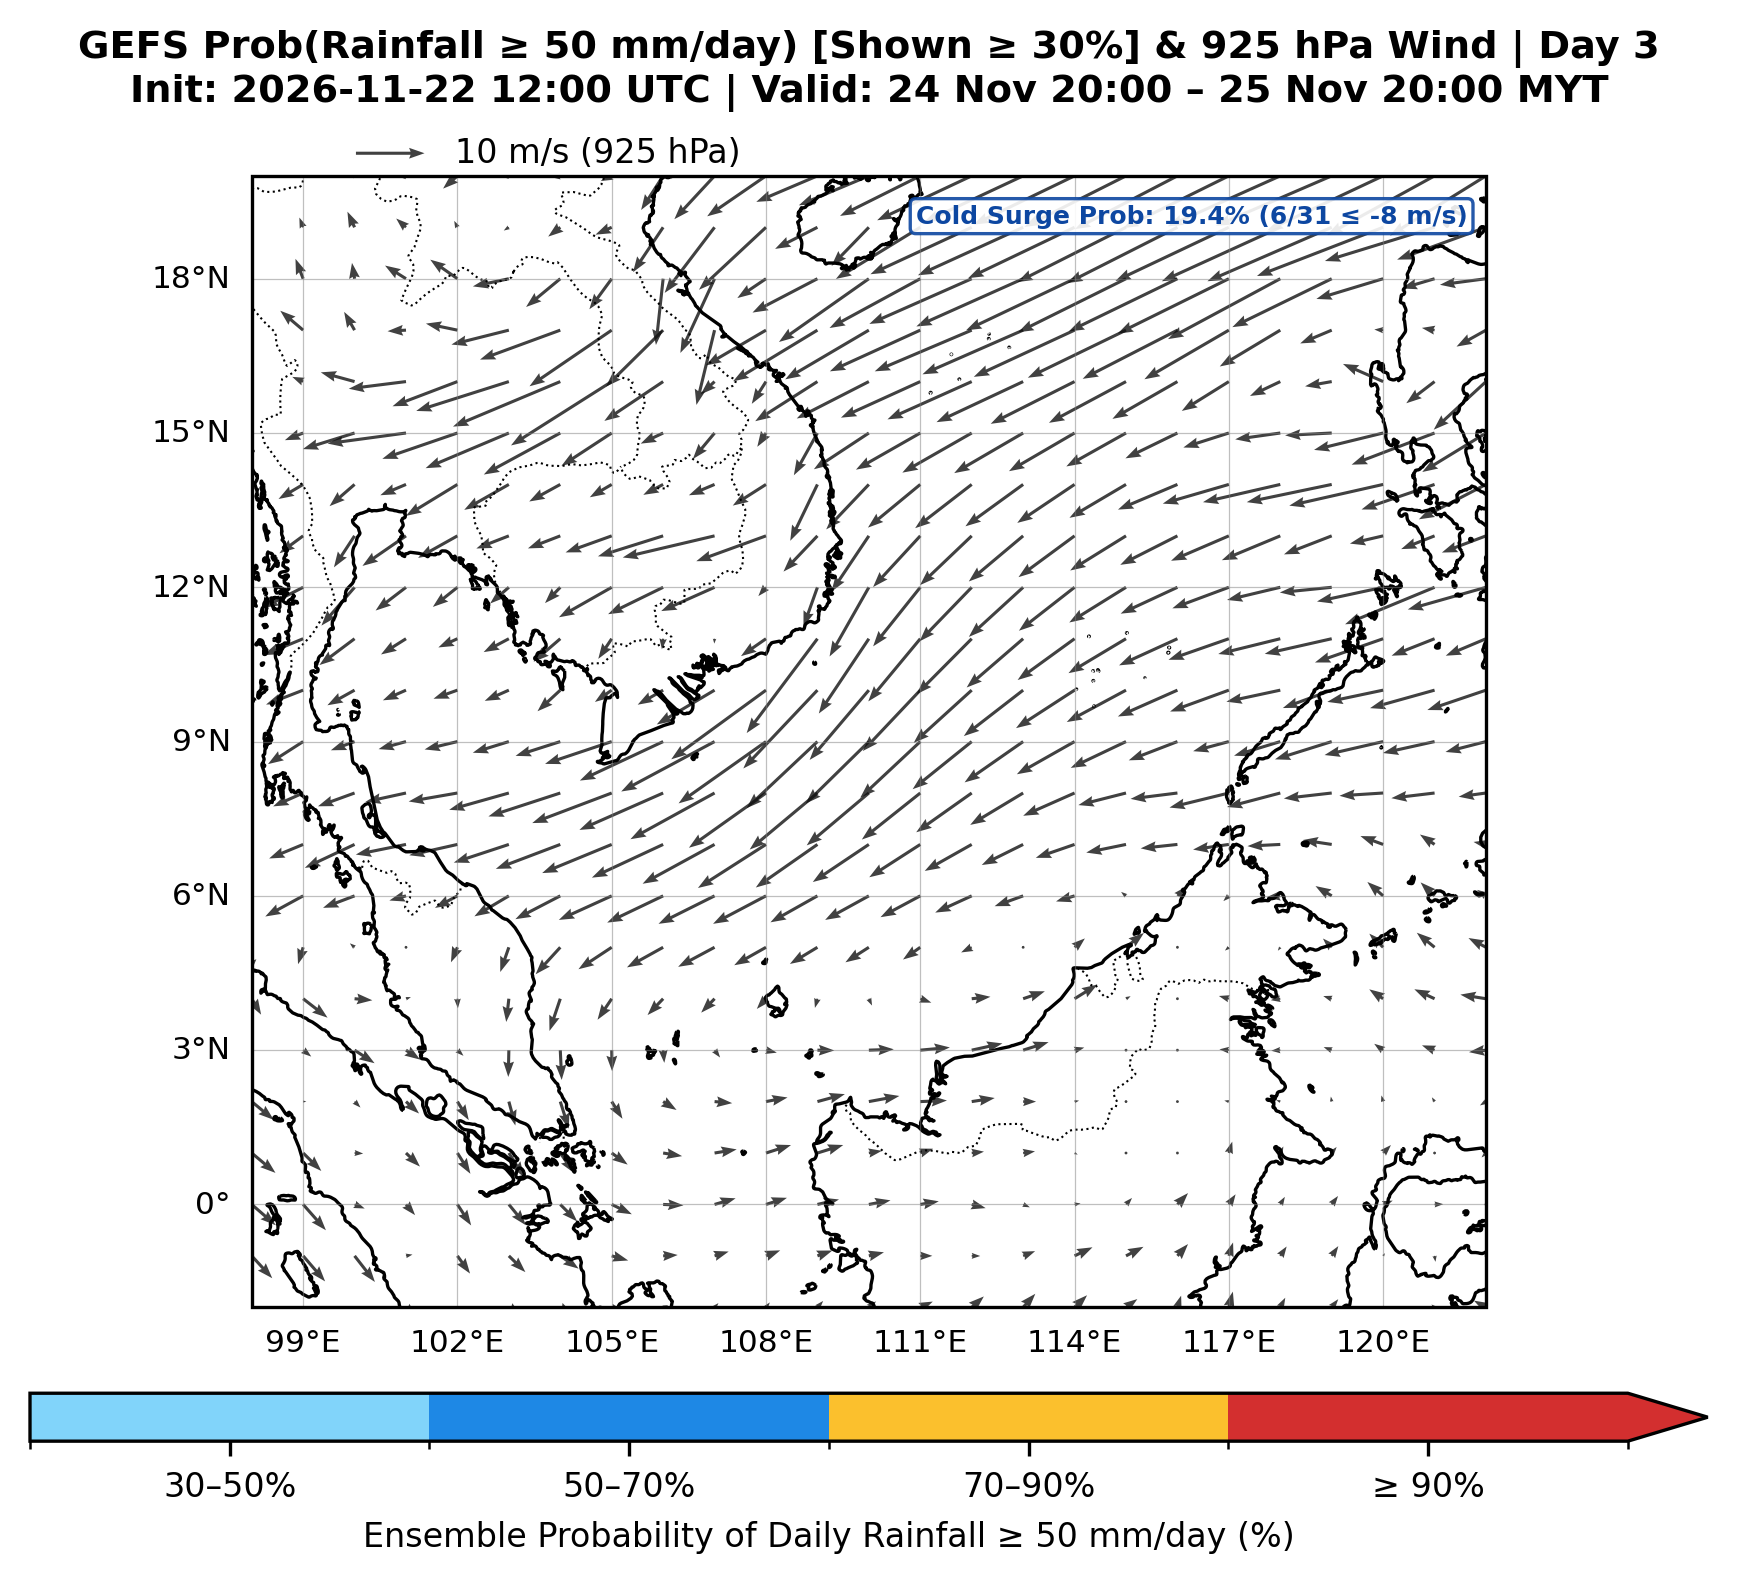 GEFS Prob(Rainfall ≥ 50 mm/day) [Shown ≥ 30%] & 925 hPa Wind | Day 3
Init: 2026-11-22 12:00 UTC | Valid: 24 Nov 20:00 – 25 Nov 20:00 MYT
10 m/s (925 hPa)
Cold Surge Prob: 19.4% (6/31 ≤ -8 m/s)
18°N
15°N
12°N
9°N
6°N
3°N
0°
99°E 102°E 105°E 108°E 111°E 114°E 117°E 120°E
30–50% 50–70% 70–90% ≥ 90%
Ensemble Probability of Daily Rainfall ≥ 50 mm/day (%)